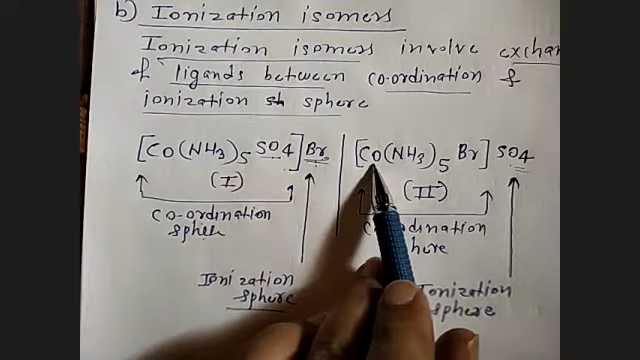 b) Ionization isomers
Ionization isomers involve exchan
of ligands between co-ordination &
ionization sphere
[Co(NH3)5 SO4] Br [Co(NH3)5 Br] SO4
(I) (II)
Co-ordination
sphere
Ionization
sphere
Ionization
sphere